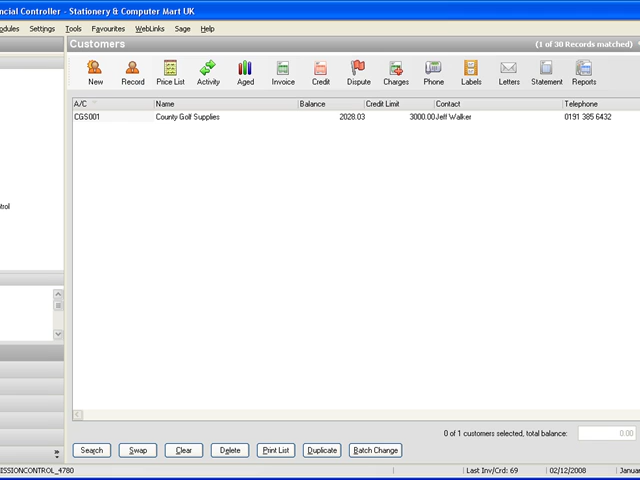 ncial Controller - Stationery & Computer Mart UK
odules Settings Tools Favourites WebLinks Sage Help
Customers (1 of 30 Records matched)
New Record Price List Activity Aged Invoice Credit Dispute Charges Phone Labels Letters Statement Reports
A/C Name Balance Credit Limit Contact Telephone
CGS001 County Golf Supplies 2028.03 3000.00 Jeff Walker 0191 385 6432
trol
0 of 1 customers selected, total balance: 0.00
Search Swap Clear Delete Print List Duplicate Batch Change
ISSIONCONTROL_4780 Last Inv/Crd: 69 02/12/2008 Januar